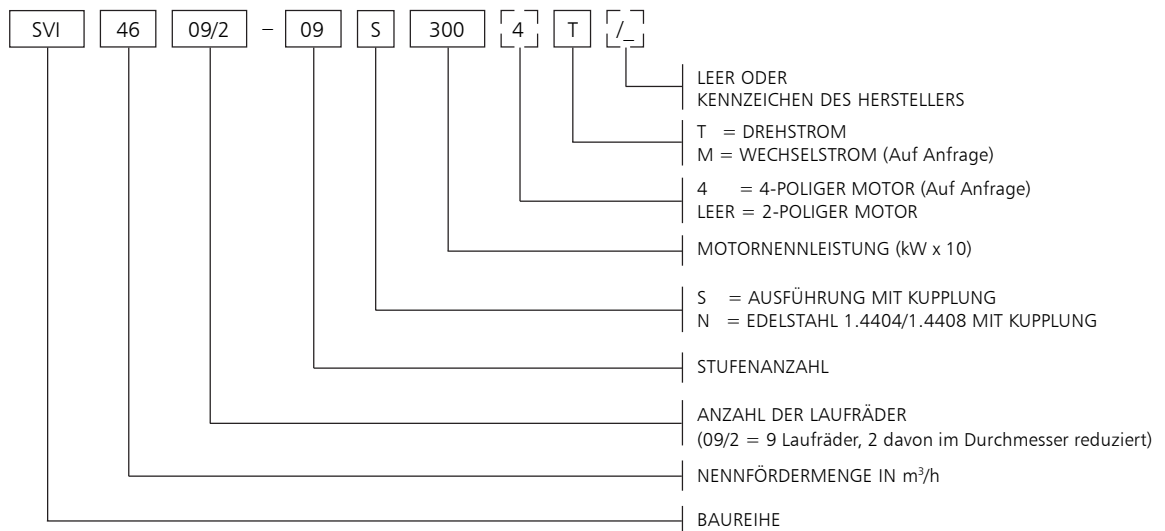 SVI 46 09/2 – 09 S 300 4 T /_
LEER ODER
KENNZEICHEN DES HERSTELLERS
T = DREHSTROM
M = WECHSELSTROM (Auf Anfrage)
4 = 4-POLIGER MOTOR (Auf Anfrage)
LEER = 2-POLIGER MOTOR
MOTORNENNLEISTUNG (kW x 10)
S = AUSFÜHRUNG MIT KUPPLUNG
N = EDELSTAHL 1.4404/1.4408 MIT KUPPLUNG
STUFENANZAHL
ANZAHL DER LAUFRÄDER
(09/2 = 9 Laufräder, 2 davon im Durchmesser reduziert)
NENNFÖRDERMENGE IN m³/h
BAUREIHE